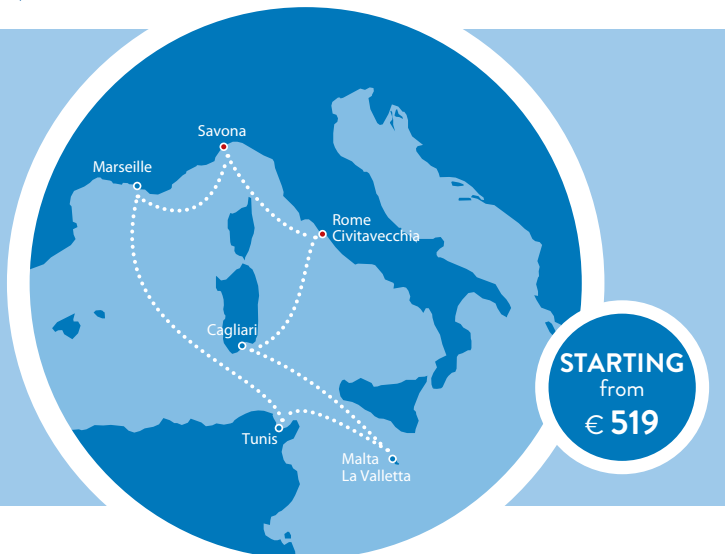 Savona
Marseille
Rome
Civitavecchia
Cagliari
STARTING
from
€ 519
Tunis
Malta
La Valletta